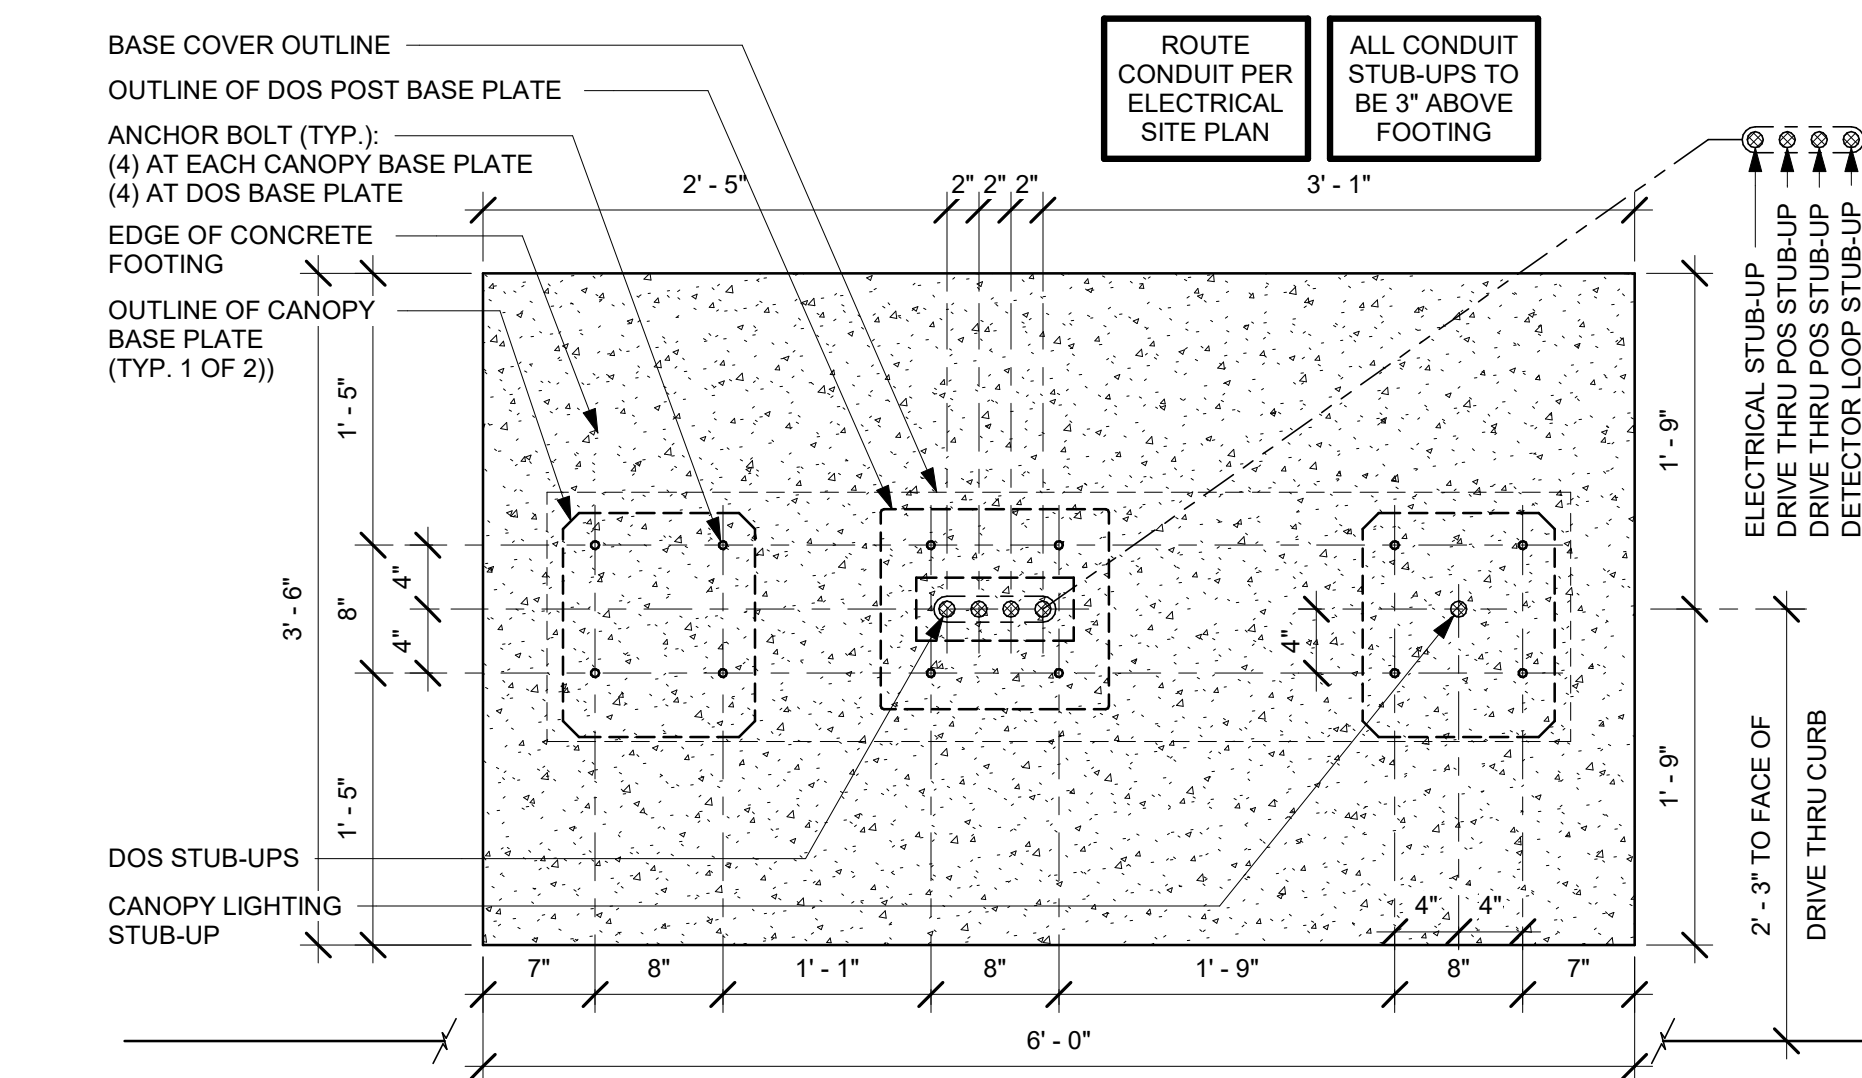 BASE COVER OUTLINE
OUTLINE OF DOS POST BASE PLATE
ANCHOR BOLT (TYP.):
(4) AT EACH CANOPY BASE PLATE
(4) AT DOS BASE PLATE
EDGE OF CONCRETE
FOOTING
OUTLINE OF CANOPY
BASE PLATE
(TYP. 1 OF 2))
ROUTE
CONDUIT PER
ELECTRICAL
SITE PLAN
ALL CONDUIT
STUB-UPS TO
BE 3" ABOVE
FOOTING
2' - 5"
2"
2"
2"
3' - 1"
ELECTRICAL STUB-UP
DRIVE THRU POS STUB-UP
DRIVE THRU POS STUB-UP
DETECTOR LOOP STUB-UP
3' - 6"
1' - 5"
8"
1' - 5"
4"
4"
4"
1' - 9"
1' - 9"
2' - 3" TO FACE OF
DRIVE THRU CURB
DOS STUB-UPS
CANOPY LIGHTING
STUB-UP
4"
4"
7"
8"
1' - 1"
8"
1' - 9"
8"
7"
6' - 0"